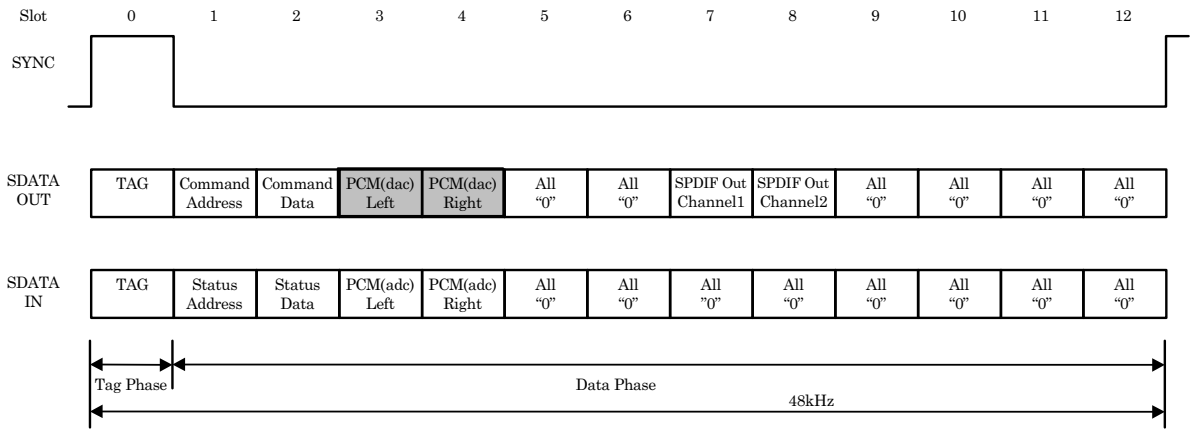 Slot 0 1 2 3 4 5 6 7 8 9 10 11 12
SYNC
SDATA OUT
TAG
Command Address
Command Data
PCM(dac) Left
PCM(dac) Right
All “0”
All “0”
SPDIF Out Channel1
SPDIF Out Channel2
All “0”
All “0”
All “0”
All “0”
SDATA IN
TAG
Status Address
Status Data
PCM(adc) Left
PCM(adc) Right
All “0”
All “0”
All ”0”
All “0”
All “0”
All “0”
All “0”
All “0”
Tag Phase
Data Phase
48kHz